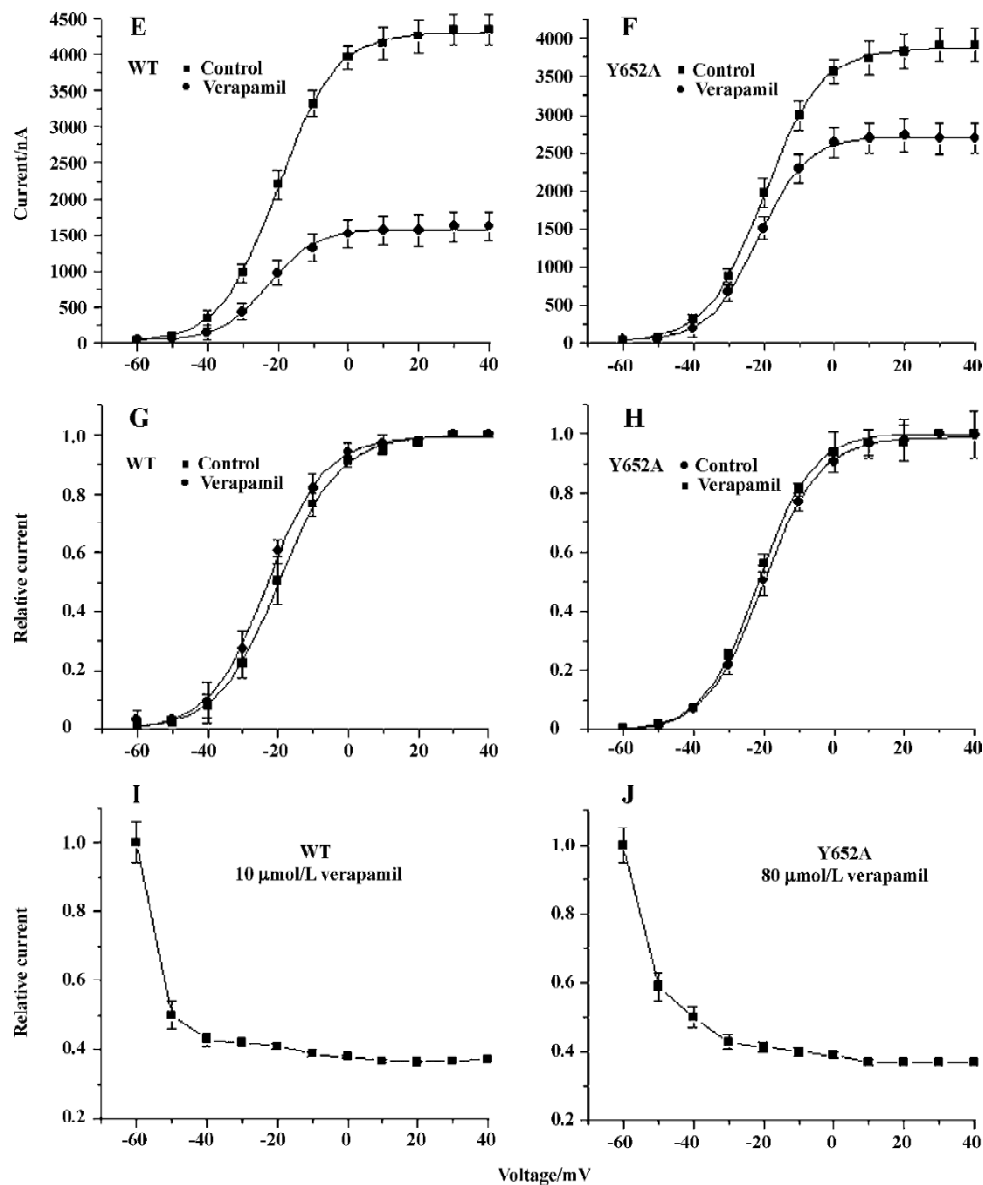 E
WT
Control
Verapamil
4500
4000
3500
3000
2500
2000
1500
1000
500
0
Current/nA
-60 -40 -20 0 20 40
F
Y652A
Control
Verapamil
4000
3500
3000
2500
2000
1500
1000
500
0
-60 -40 -20 0 20 40
G
WT
Control
Verapamil
1.0
0.8
0.6
0.4
0.2
0
Relative current
-60 -40 -20 0 20 40
H
Y652A
Control
Verapamil
1.0
0.8
0.6
0.4
0.2
0
-60 -40 -20 0 20 40
I
WT
10 µmol/L verapamil
1.0
0.8
0.6
0.4
0.2
Relative current
-60 -40 -20 0 20 40
J
Y652A
80 µmol/L verapamil
1.0
0.8
0.6
0.4
0.2
-60 -40 -20 0 20 40
Voltage/mV